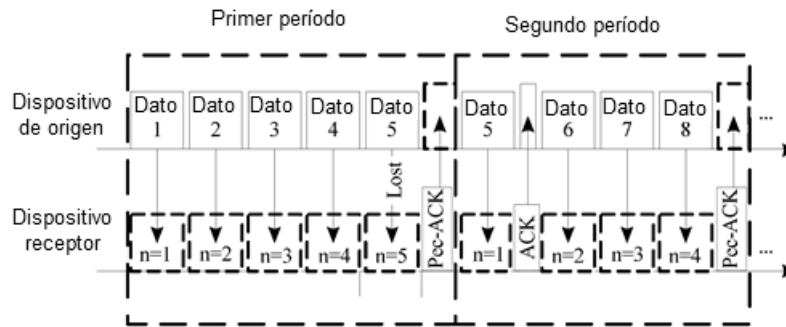 Primer período
Segundo período
Dispositivo
de origen
Dato
1
Dato
2
Dato
3
Dato
4
Dato
5
Dato
5
Dato
6
Dato
7
Dato
8
...
Lost
Dispositivo
receptor
n=1
n=2
n=3
n=4
n=5
Pec-ACK
n=1
ACK
n=2
n=3
n=4
Pec-ACK
...